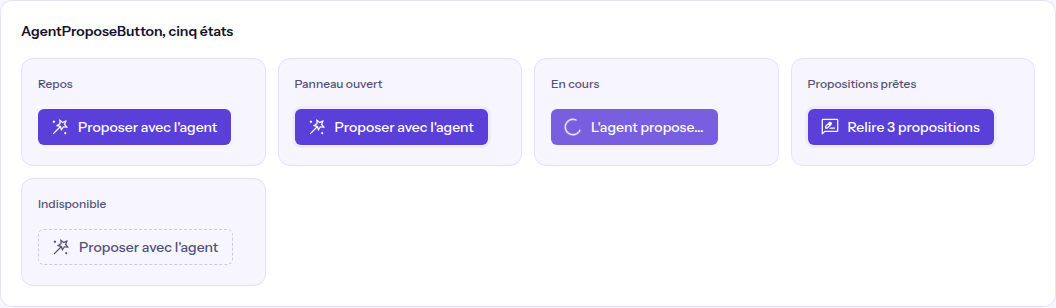 AgentProposeButton, cinq états
Repos
Proposer avec l'agent
Panneau ouvert
Proposer avec l'agent
En cours
L'agent propose...
Propositions prêtes
Relire 3 propositions
Indisponible
Proposer avec l'agent